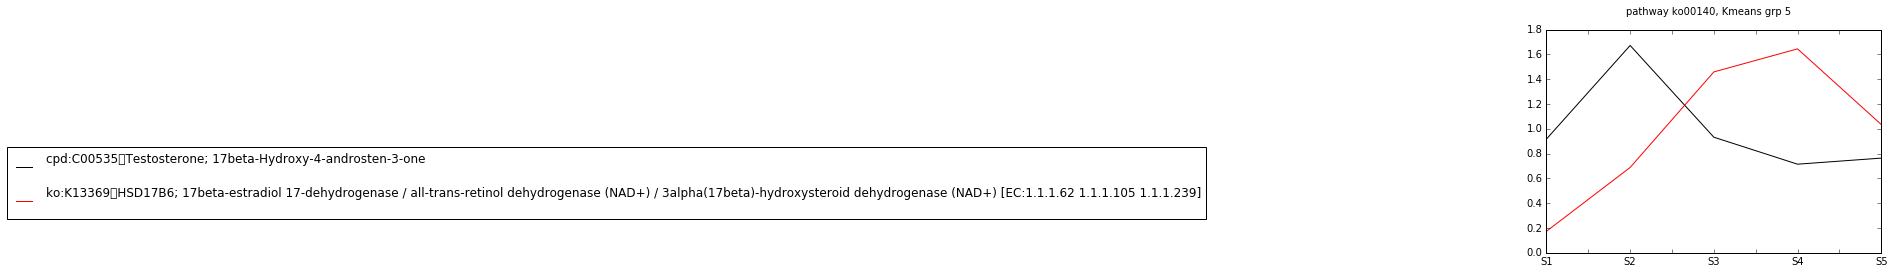 pathway ko00140, Kmeans grp 5
1.8
1.6
1.4
1.2
1.0
0.8
0.6
0.4
0.2
0.0
S1 S2 S3 S4 S5
cpd:C00535▯Testosterone; 17beta-Hydroxy-4-androsten-3-one
ko:K13369▯HSD17B6; 17beta-estradiol 17-dehydrogenase / all-trans-retinol dehydrogenase (NAD+) / 3alpha(17beta)-hydroxysteroid dehydrogenase (NAD+) [EC:1.1.1.62 1.1.1.105 1.1.1.239]